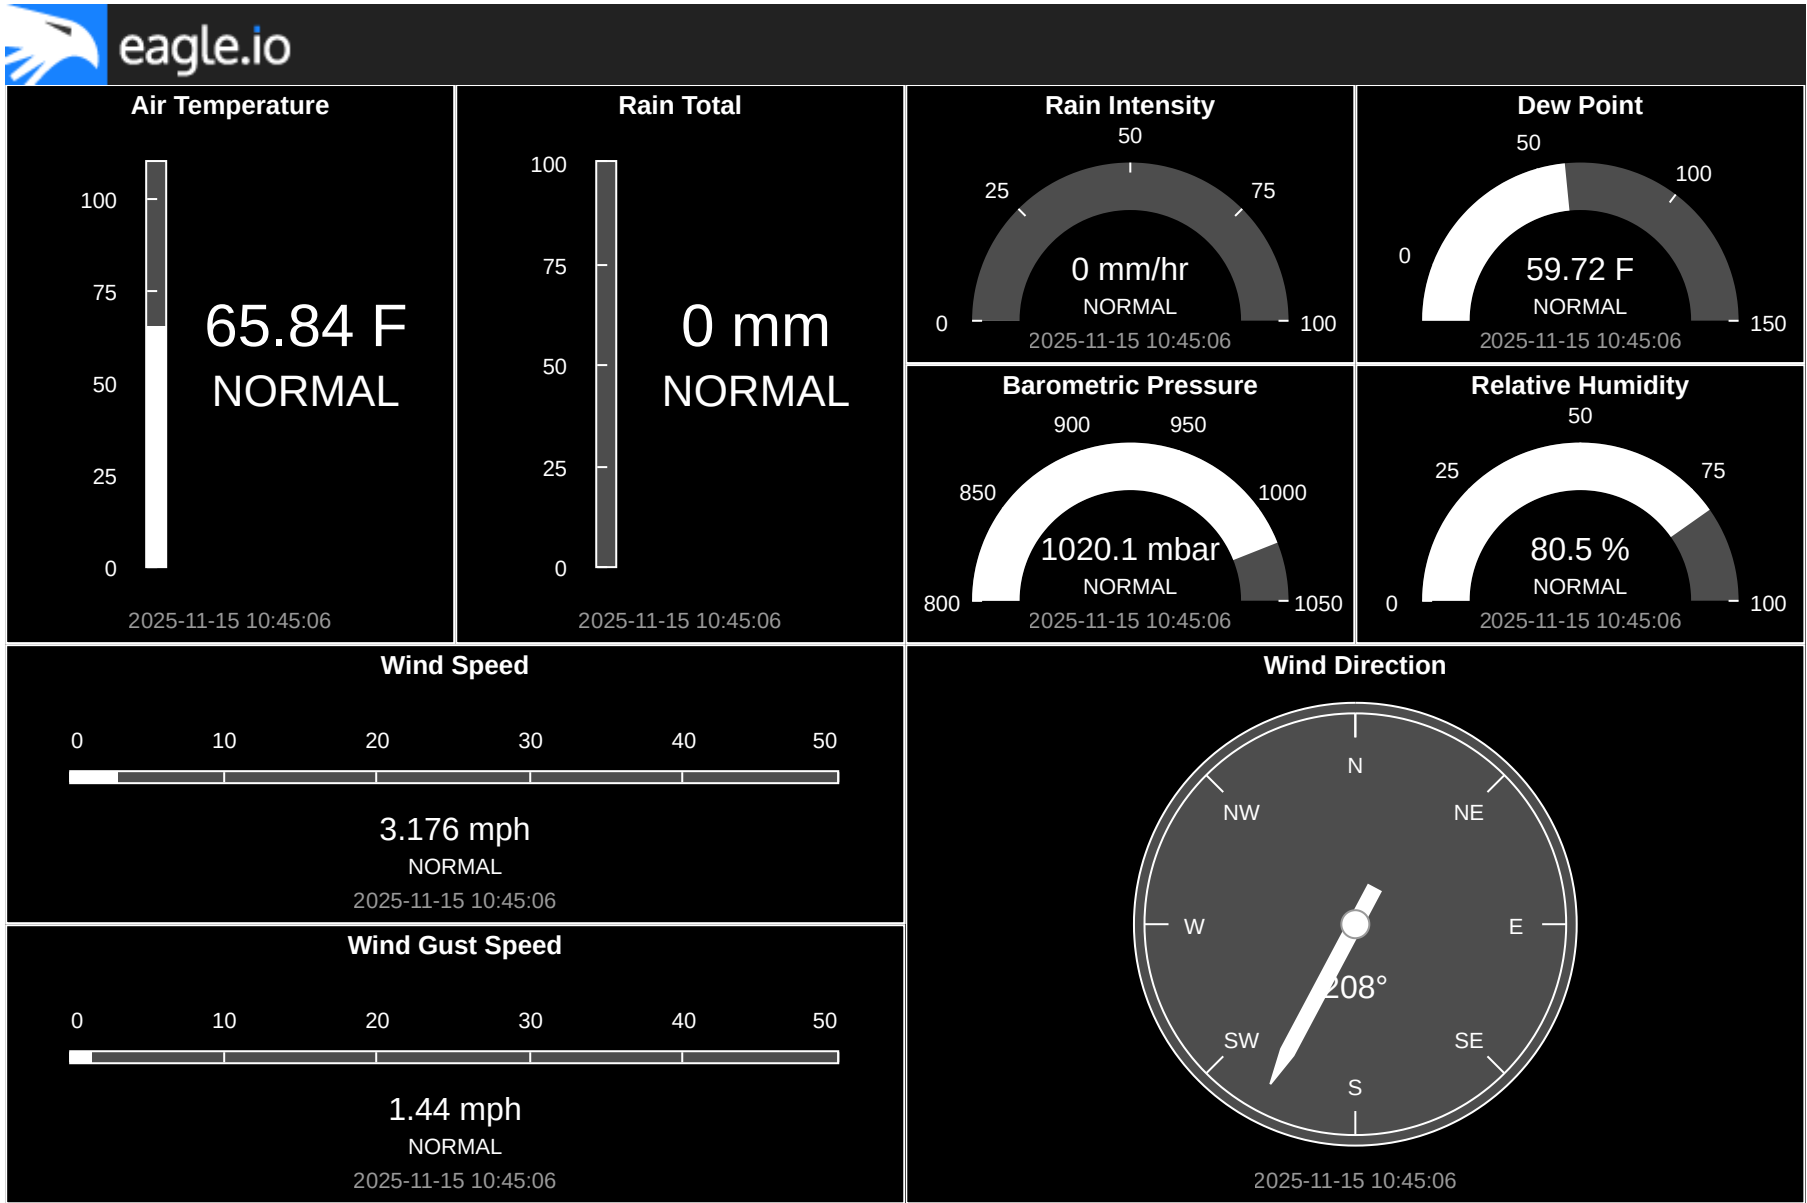 eagle.io
Air Temperature
100
75
50
25
0
65.84 F
NORMAL
2025-11-15 10:45:06
Rain Total
100
75
50
25
0
0 mm
NORMAL
2025-11-15 10:45:06
Rain Intensity
50
25
75
0
100
0 mm/hr
NORMAL
2025-11-15 10:45:06
Dew Point
50
100
0
150
59.72 F
NORMAL
2025-11-15 10:45:06
Barometric Pressure
900
950
850
1000
800
1050
1020.1 mbar
NORMAL
2025-11-15 10:45:06
Relative Humidity
50
25
75
0
100
80.5 %
NORMAL
2025-11-15 10:45:06
Wind Speed
0 10 20 30 40 50
3.176 mph
NORMAL
2025-11-15 10:45:06
Wind Gust Speed
0 10 20 30 40 50
1.44 mph
NORMAL
2025-11-15 10:45:06
Wind Direction
N
NW NE
W E
208°
SW SE
S
2025-11-15 10:45:06